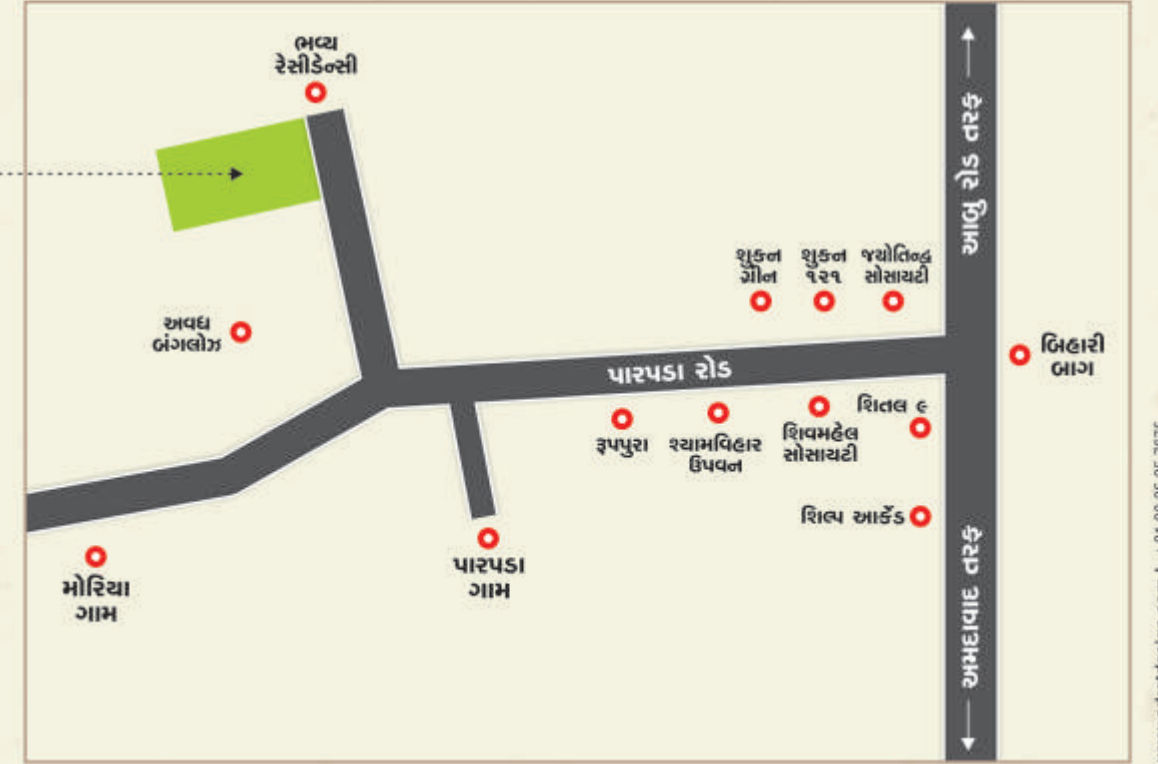 ભવ્ય
રેસીડેન્સી
આબુ રોડ તરફ
શુકન
ગ્રીન
શુકન
૧૨૧
જયોતિન્દ્ર
સોસાયટી
અવધ
બંગલોઝ
બિહારી
બાગ
પારપડા રોડ
શિતલ ૯
રૂપપુરા
શ્યામવિહાર
ઉપવન
શિવમહેલ
સોસાયટી
શિલ્પ આર્કેડ
અમદાવાદ તરફ
પારપડા
ગામ
મોરિયા
ગામ